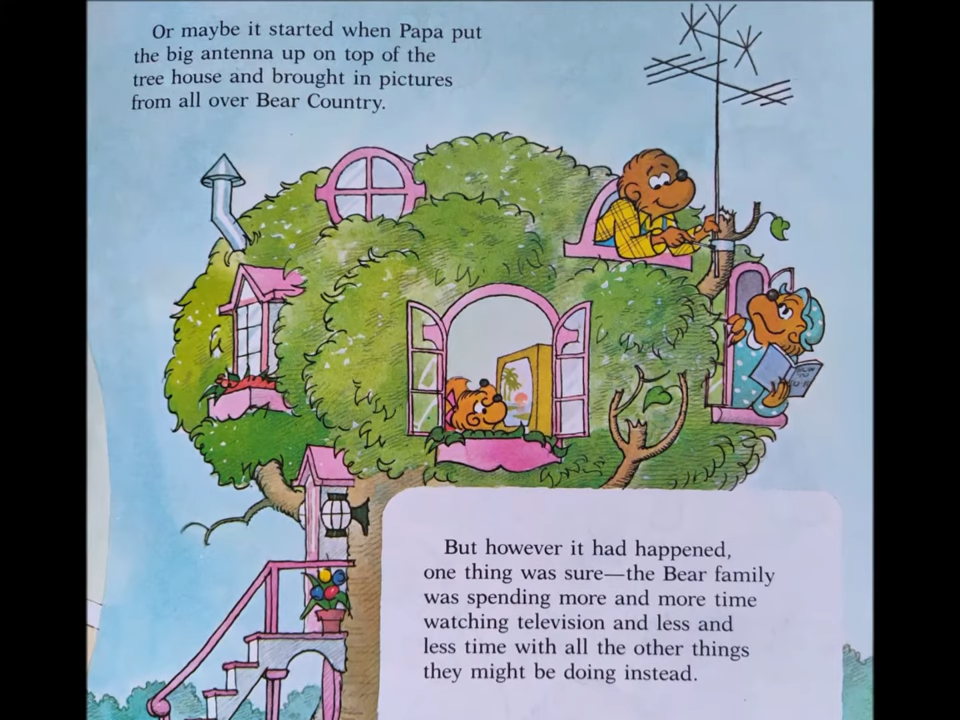 Or maybe it started when Papa put
the big antenna up on top of the
tree house and brought in pictures
from all over Bear Country.
But however it had happened,
one thing was sure—the Bear family
was spending more and more time
watching television and less and
less time with all the other things
they might be doing instead.